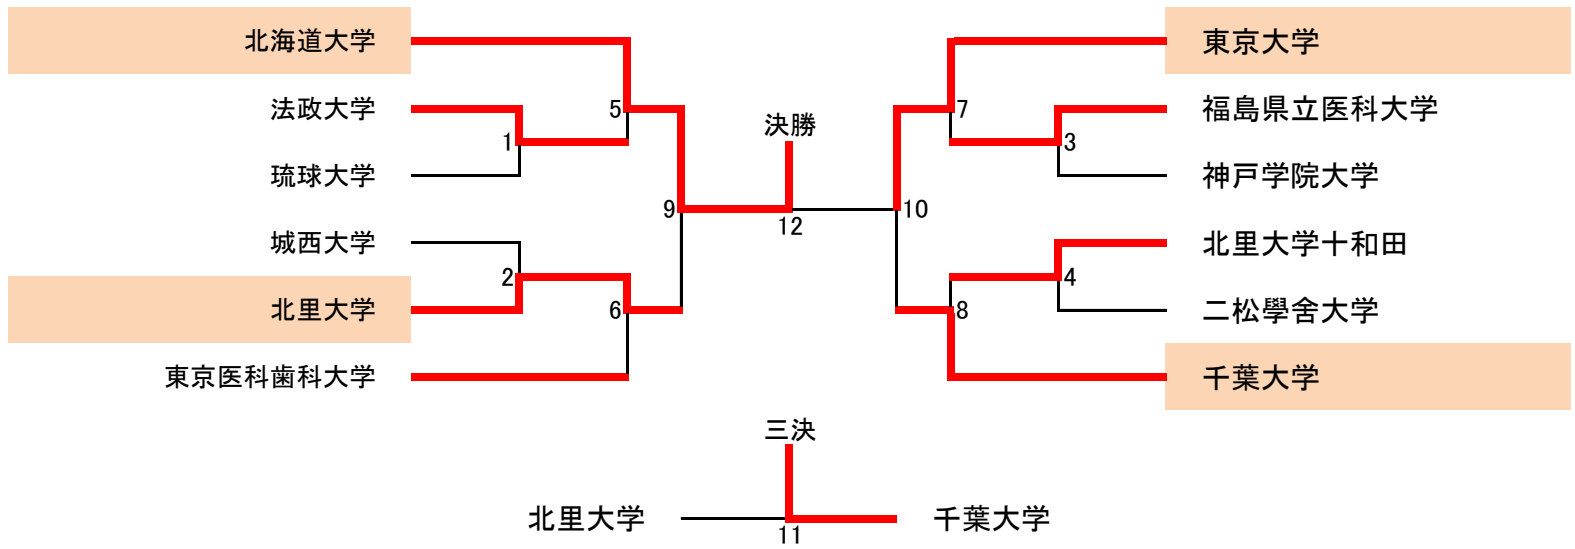 北海道大学
東京大学
法政大学
5
7
福島県立医科大学
決勝
1
3
琉球大学
神戸学院大学
9
10
12
城西大学
北里大学十和田
2
4
北里大学
6
8
二松學舍大学
東京医科歯科大学
千葉大学
三決
北里大学
千葉大学
11